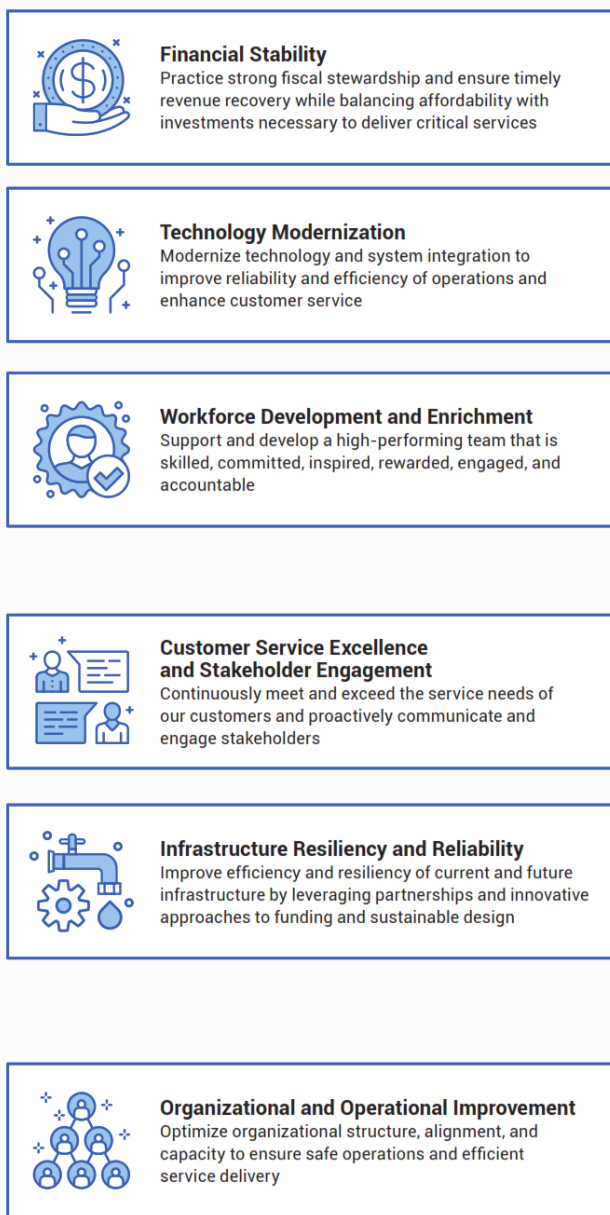 Financial Stability
Practice strong fiscal stewardship and ensure timely
revenue recovery while balancing affordability with
investments necessary to deliver critical services
Technology Modernization
Modernize technology and system integration to
improve reliability and efficiency of operations and
enhance customer service
Workforce Development and Enrichment
Support and develop a high-performing team that is
skilled, committed, inspired, rewarded, engaged, and
accountable
Customer Service Excellence
and Stakeholder Engagement
Continuously meet and exceed the service needs of
our customers and proactively communicate and
engage stakeholders
Infrastructure Resiliency and Reliability
Improve efficiency and resiliency of current and future
infrastructure by leveraging partnerships and innovative
approaches to funding and sustainable design
Organizational and Operational Improvement
Optimize organizational structure, alignment, and
capacity to ensure safe operations and efficient
service delivery